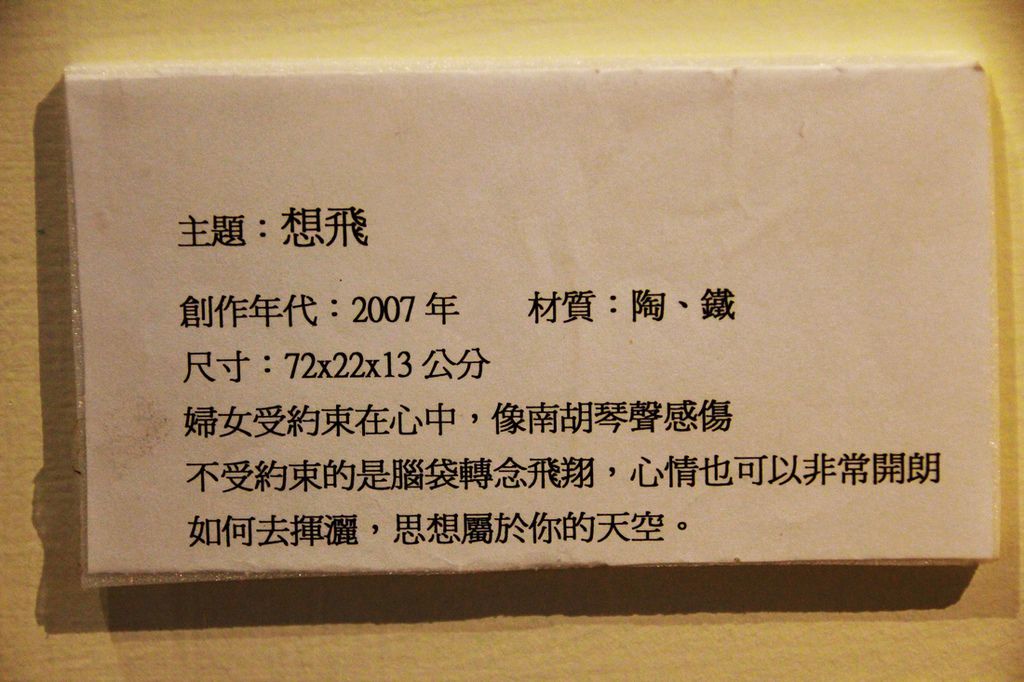 主題：想飛
創作年代：2007 年　　材質：陶、鐵
尺寸：72x22x13 公分
婦女受約束在心中，像南胡琴聲感傷
不受約束的是腦袋轉念飛翔，心情也可以非常開朗
如何去揮灑，思想屬於你的天空。